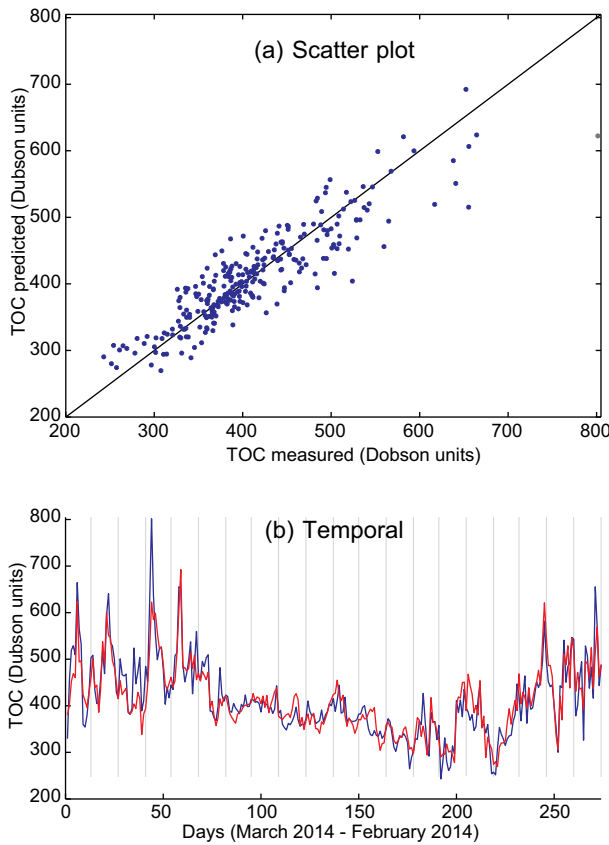 800
(a) Scatter plot
700
600
500
400
300
200
TOC predicted (Dubson units)
200 300 400 500 600 700 800
TOC measured (Dobson units)
800
(b) Temporal
700
600
500
400
300
200
TOC (Dubson units)
0 50 100 150 200 250
Days (March 2014 - February 2014)